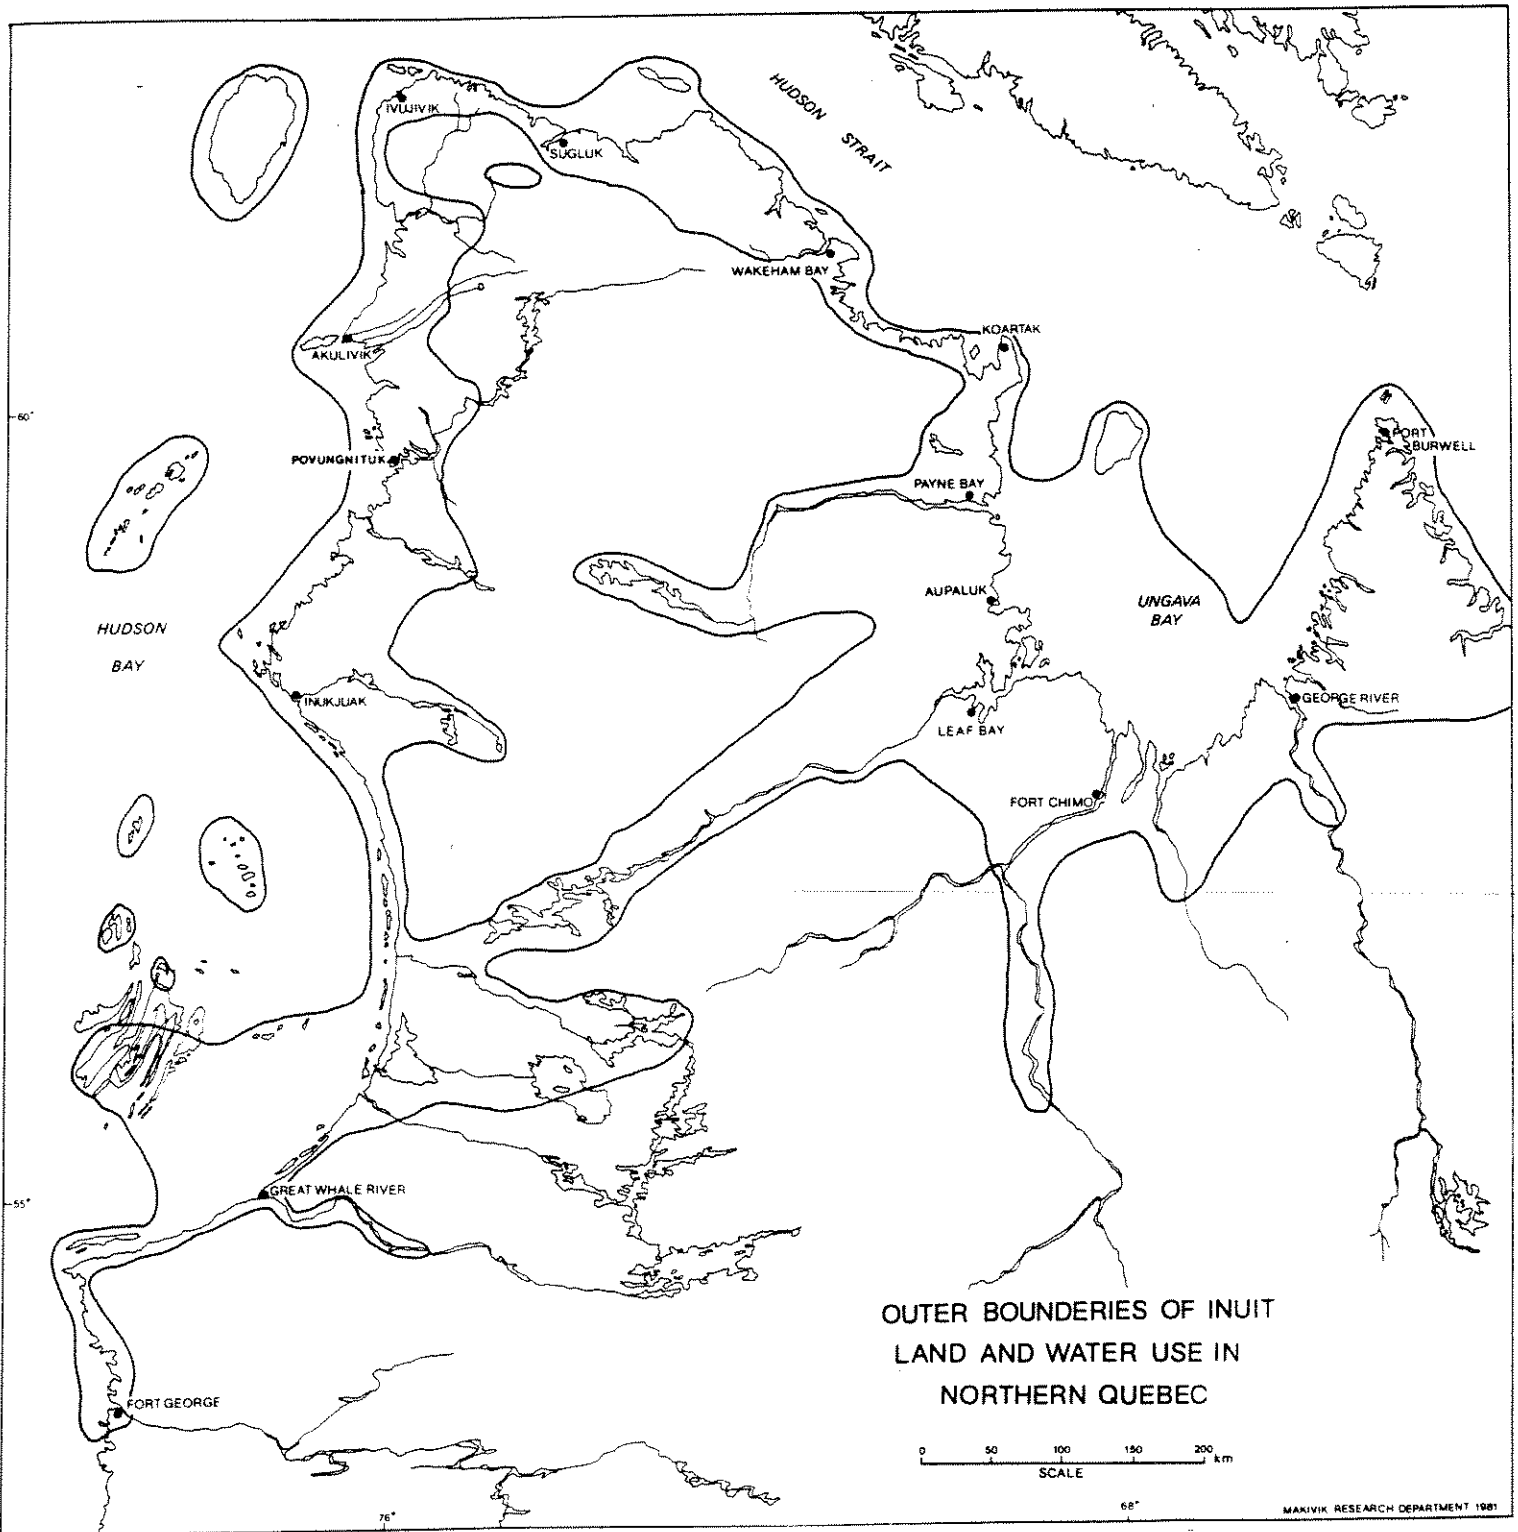 HUDSON
STRAIT
IVUJIVIK
SUGLUK
WAKEHAM BAY
KOARTAK
AKULIVIK
60°
PORT
BURWELL
POVUNGNITUK
PAYNE BAY
AUPALUK
UNGAVA
BAY
HUDSON
BAY
INUKJUAK
GEORGE RIVER
LEAF BAY
FORT CHIMO
GREAT WHALE RIVER
55°
OUTER BOUNDERIES OF INUIT
LAND AND WATER USE IN
NORTHERN QUEBEC
FORT GEORGE
0 50 100 150 200 km
SCALE
76°
68°
MAKIVIK RESEARCH DEPARTMENT 1981